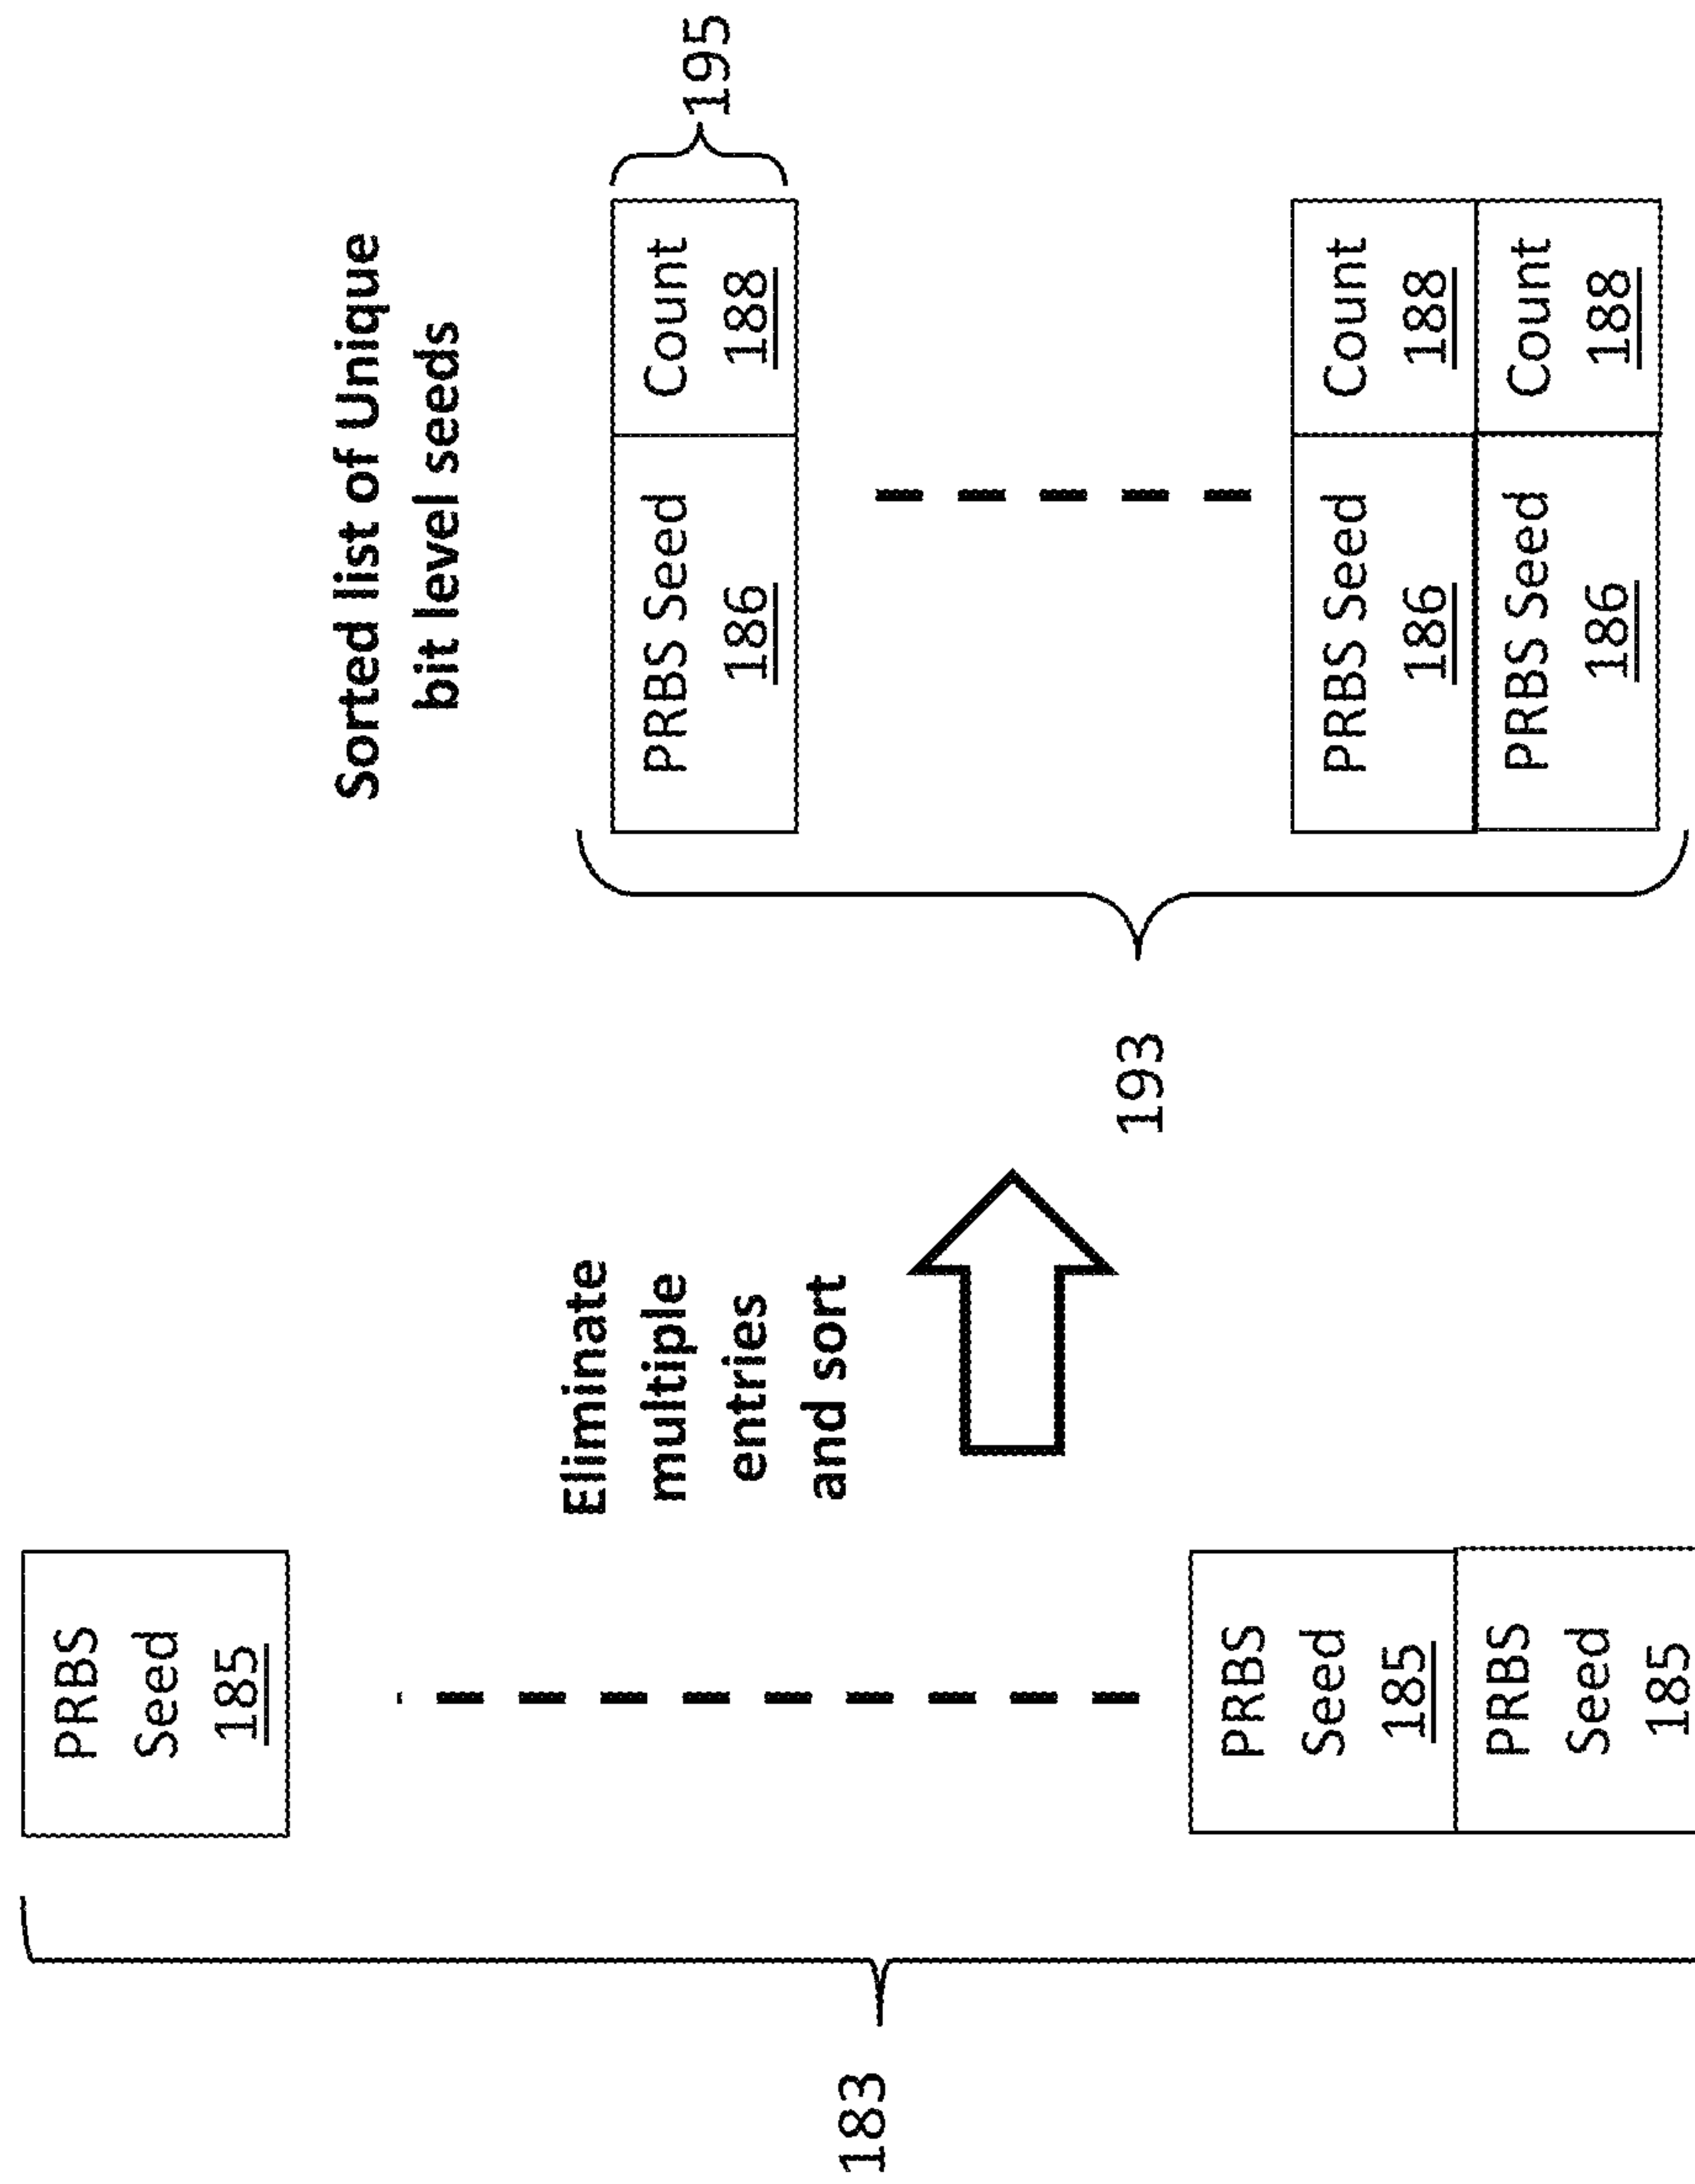 183
PRBS
Seed
185
PRBS
Seed
185
PRBS
Seed
185
Eliminate
multiple
entries
and sort
193
Sorted list of Unique
bit level seeds
PRBS Seed
186
Count
188
195
PRBS Seed
186
Count
188
PRBS Seed
186
Count
188